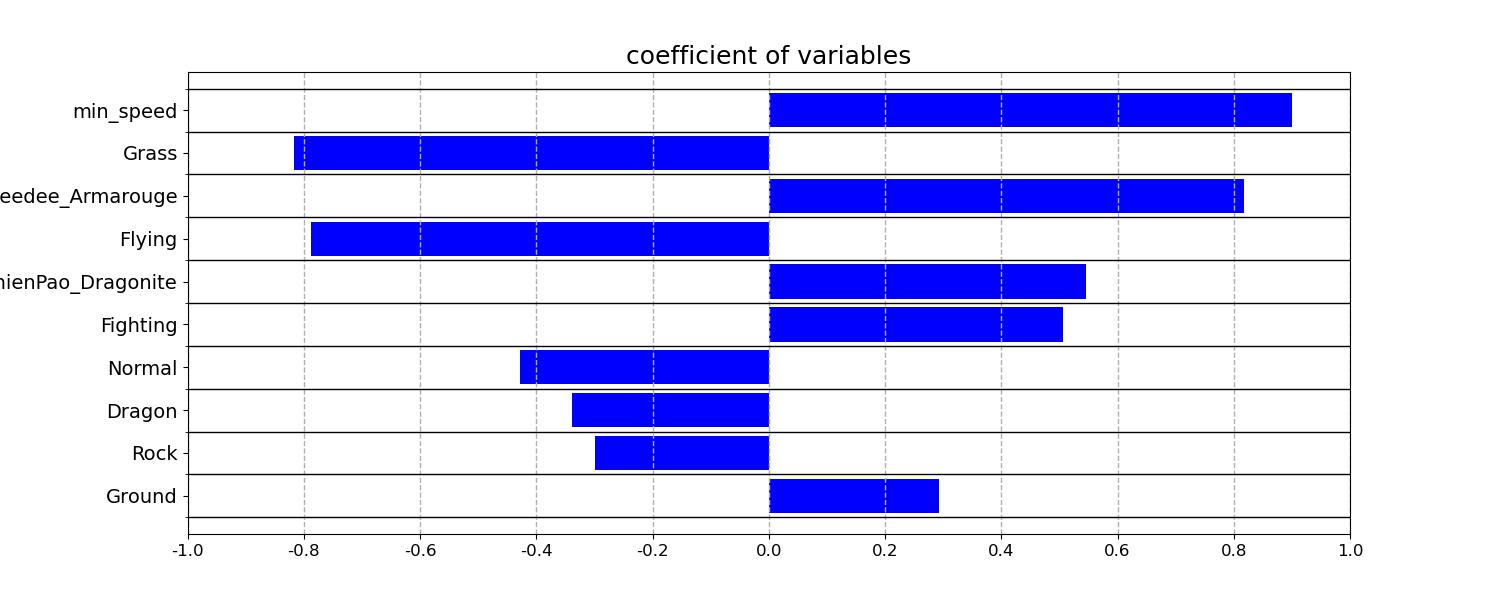 coefficient of variables
min_speed
Grass
eedee_Armarouge
Flying
hienPao_Dragonite
Fighting
Normal
Dragon
Rock
Ground
-1.0 -0.8 -0.6 -0.4 -0.2 0.0 0.2 0.4 0.6 0.8 1.0